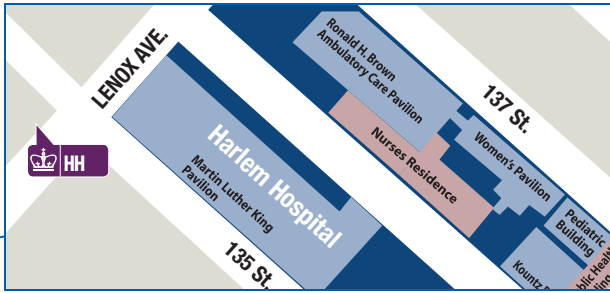 LENOX AVE.
HH
Harlem Hospital
Martin Luther King
Pavilion
135 St.
Ronald H. Brown
Ambulatory Care Pavilion
Nurses Residence
137 St.
Women's Pavilion
Pediatric
Building
Kountz